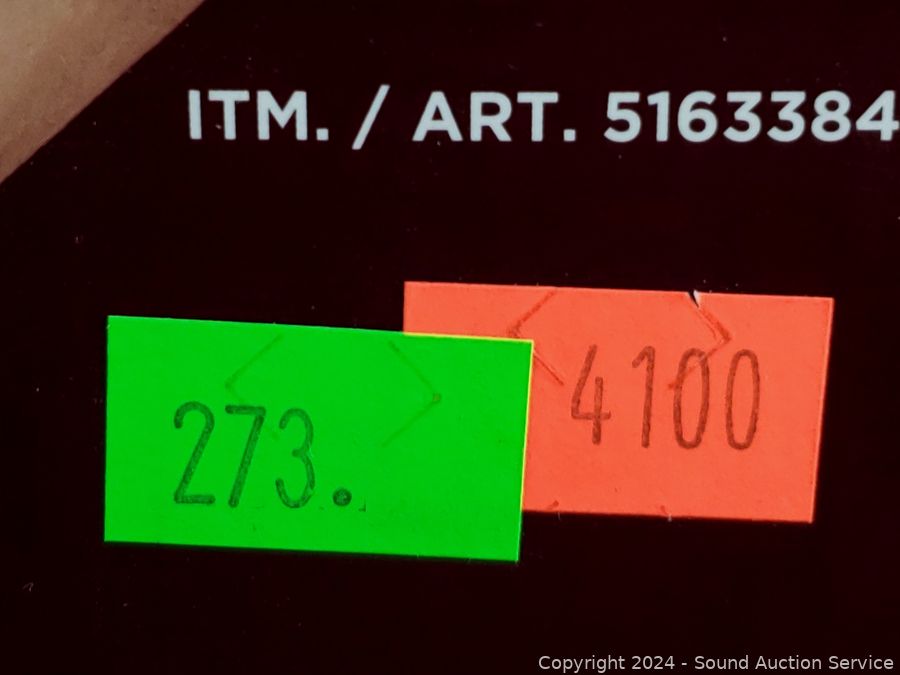 ITM. / ART. 5163384
4100
273.
Copyright 2024 - Sound Auction Service